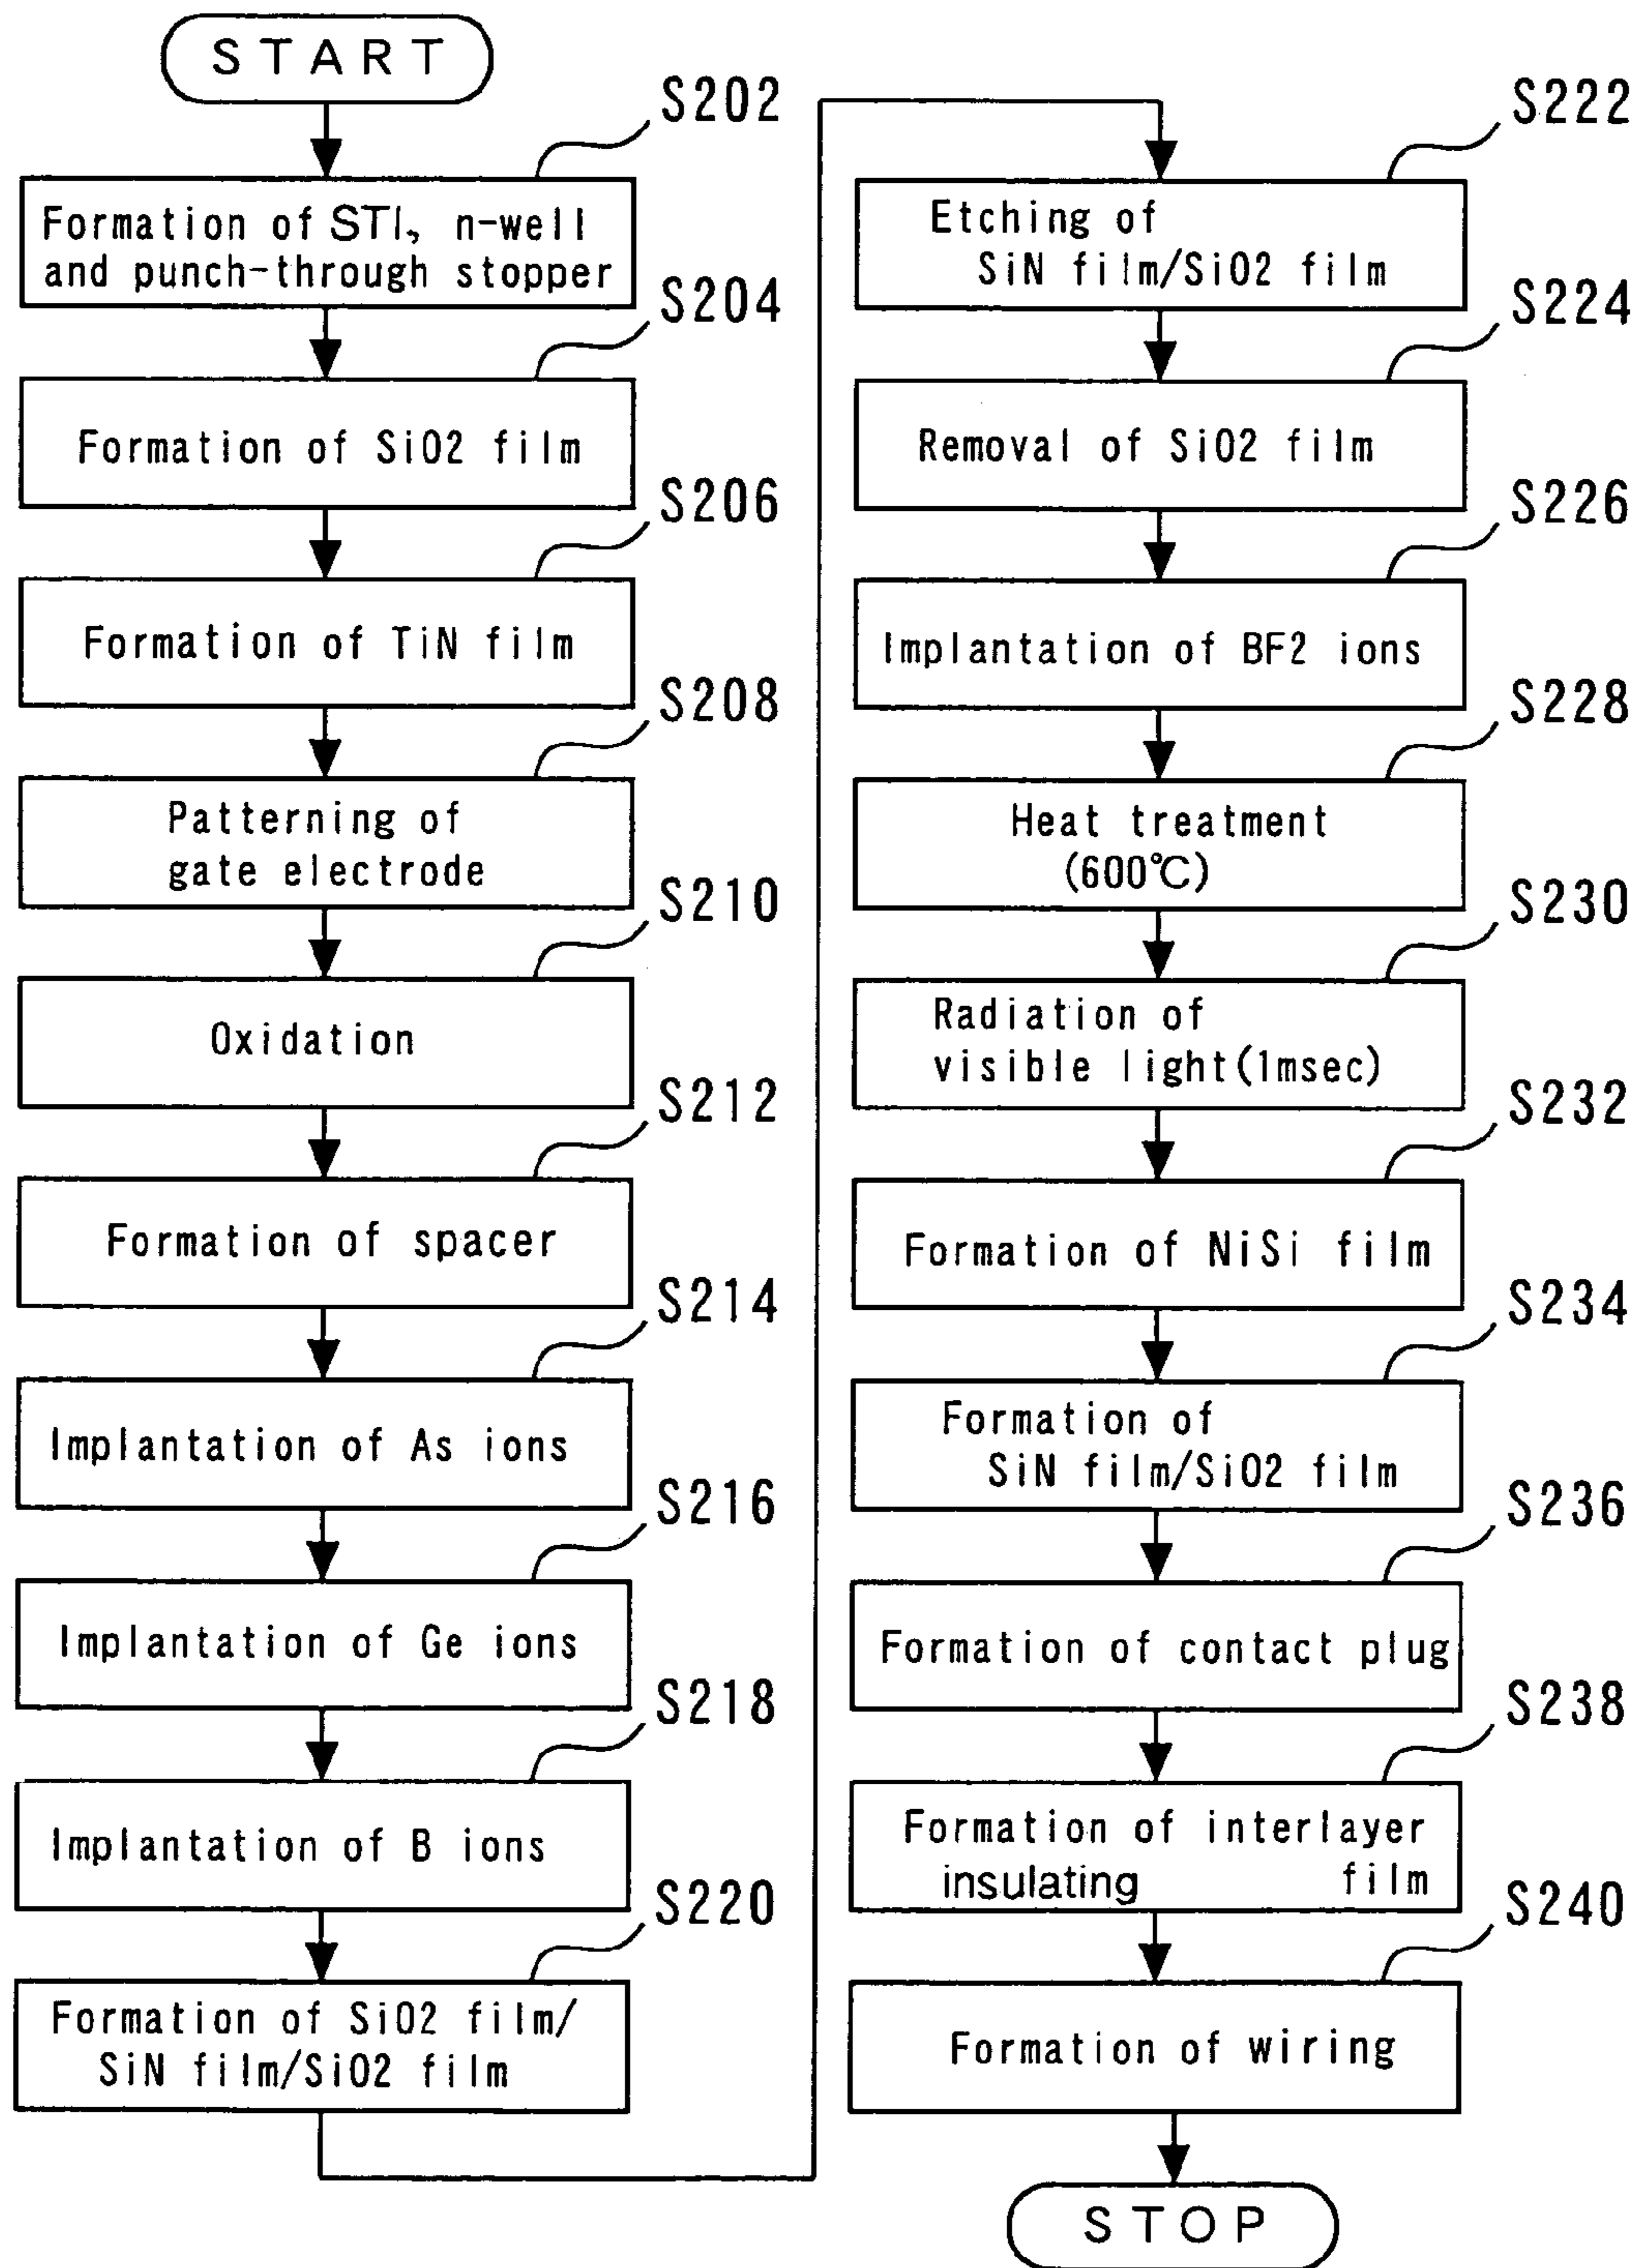 START
S202
Formation of STI, n-well
and punch-through stopper
S204
Formation of SiO2 film
S206
Formation of TiN film
S208
Patterning of
gate electrode
S210
Oxidation
S212
Formation of spacer
S214
Implantation of As ions
S216
Implantation of Ge ions
S218
Implantation of B ions
S220
Formation of SiO2 film/
SiN film/SiO2 film
S222
Etching of
SiN film/SiO2 film
S224
Removal of SiO2 film
S226
Implantation of BF2 ions
S228
Heat treatment
(600℃)
S230
Radiation of
visible light(1msec)
S232
Formation of NiSi film
S234
Formation of
SiN film/SiO2 film
S236
Formation of contact plug
S238
Formation of interlayer
insulating film
S240
Formation of wiring
STOP